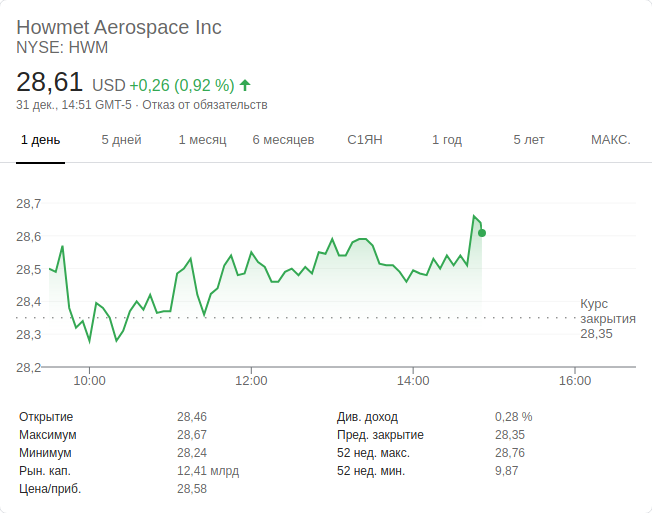 Howmet Aerospace Inc
NYSE: HWM
28,61 USD +0,26 (0,92 %)
31 дек., 14:51 GMT-5 · Отказ от обязательств
1 день 5 дней 1 месяц 6 месяцев С1ЯН 1 год 5 лет МАКС.
28,7
28,6
28,5
28,4
28,3
28,2
Курс
закрытия
28,35
10:00 12:00 14:00 16:00
Открытие 28,46 Див. доход 0,28 %
Максимум 28,67 Пред. закрытие 28,35
Минимум 28,24 52 нед. макс. 28,76
Рын. кап. 12,41 млрд 52 нед. мин. 9,87
Цена/приб. 28,58